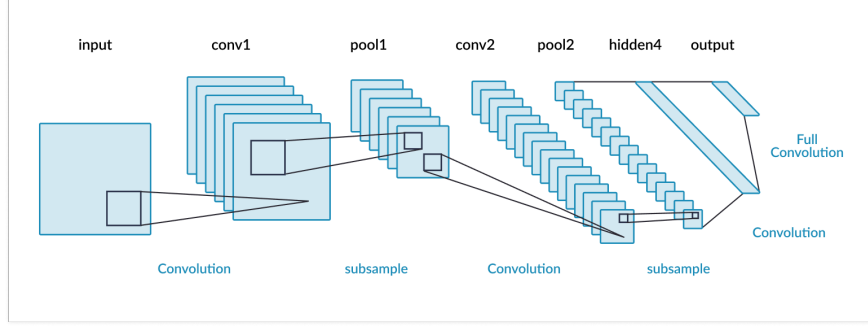 input
conv1
pool1
conv2
pool2
hidden4
output
Full
Convolution
Convolution
Convolution
subsample
Convolution
subsample